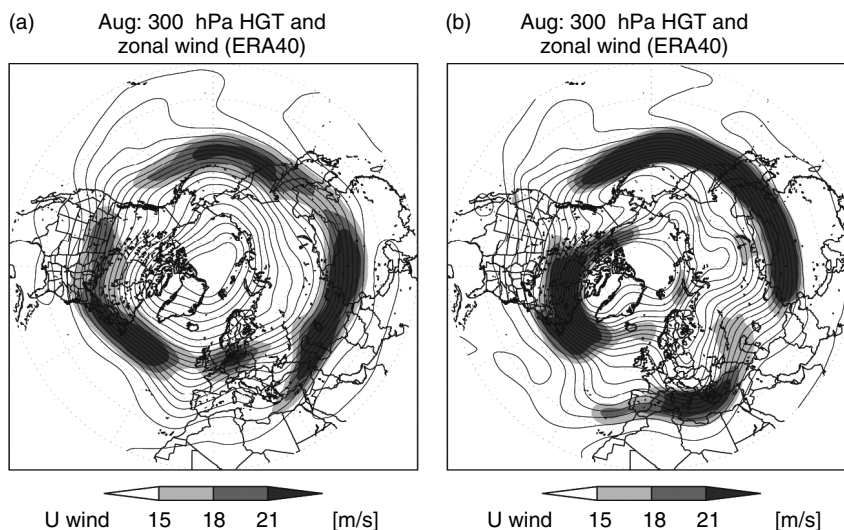 (a) Aug: 300 hPa HGT and
zonal wind (ERA40)
U wind 15 18 21 [m/s]
(b) Aug: 300 hPa HGT and
zonal wind (ERA40)
U wind 15 18 21 [m/s]